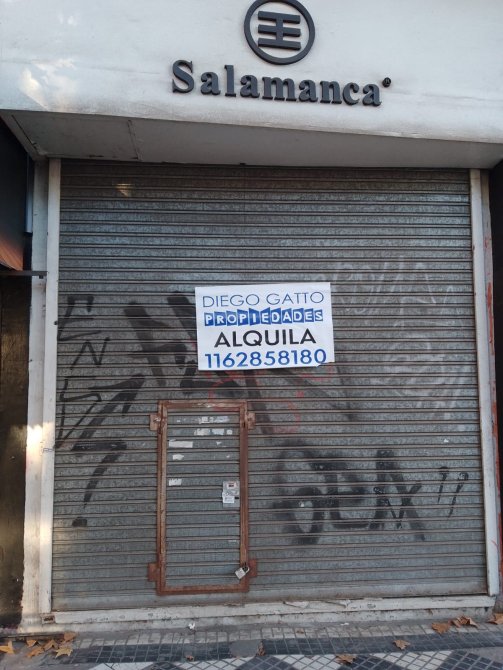 Salamanca®
DIEGO GATTO
PROPIEDADES
ALQUILA
1162858180